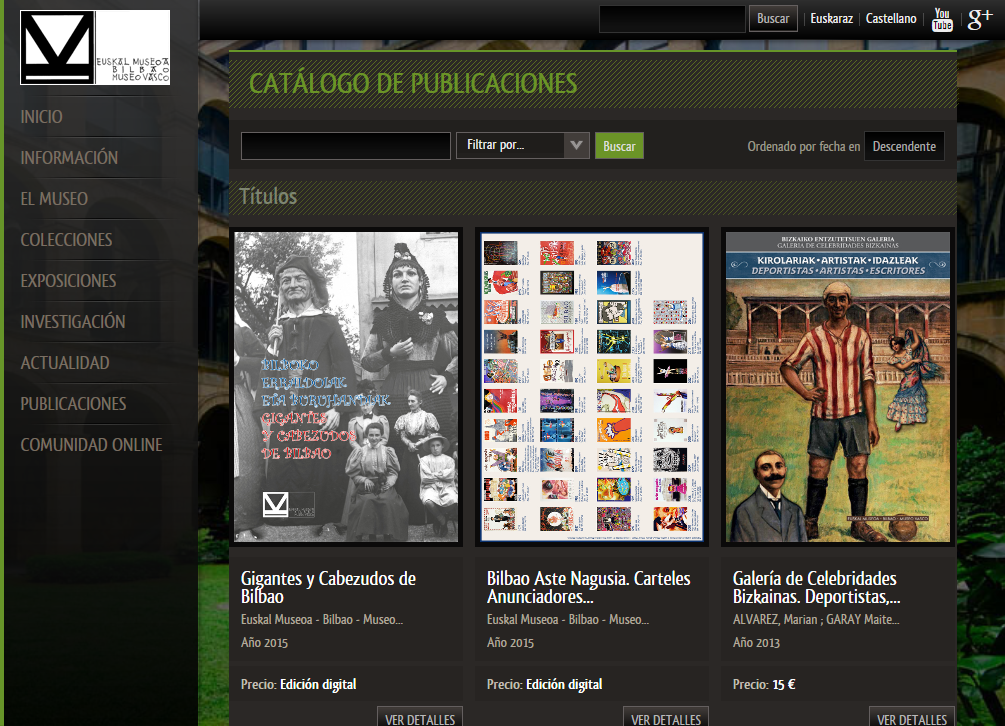 EUSKAL MUSEOA
BILBAO
MUSEO VASCO
Buscar
Euskaraz
Castellano
You
Tube
g+
INICIO
INFORMACIÓN
EL MUSEO
COLECCIONES
EXPOSICIONES
INVESTIGACIÓN
ACTUALIDAD
PUBLICACIONES
COMUNIDAD ONLINE
CATÁLOGO DE PUBLICACIONES
Filtrar por...
Buscar
Ordenado por fecha en
Descendente
Títulos
BILBOKO
ERRALDOIAK
ETA BURUHANDIAK
GIGANTES
Y CABEZUDOS
DE BILBAO
Gigantes y Cabezudos de
Bilbao
Euskal Museoa - Bilbao - Museo...
Año 2015
Precio: Edición digital
VER DETALLES
Bilbao Aste Nagusia. Carteles
Anunciadores...
Euskal Museoa - Bilbao - Museo...
Año 2015
Precio: Edición digital
VER DETALLES
BIZKAIKO ENTZUTETSUEN GALERIA
GALERÍA DE CELEBRIDADES BIZKAINAS
KIROLARIAK • ARTISTAK • IDAZLEAK
DEPORTISTAS • ARTISTAS • ESCRITORES
EUSKAL MUSEOA - BILBAO - MUSEO VASCO
Galería de Celebridades
Bizkainas. Deportistas,...
ALVAREZ, Marian ; GARAY Maite...
Año 2013
Precio: 15 €
VER DETALLES